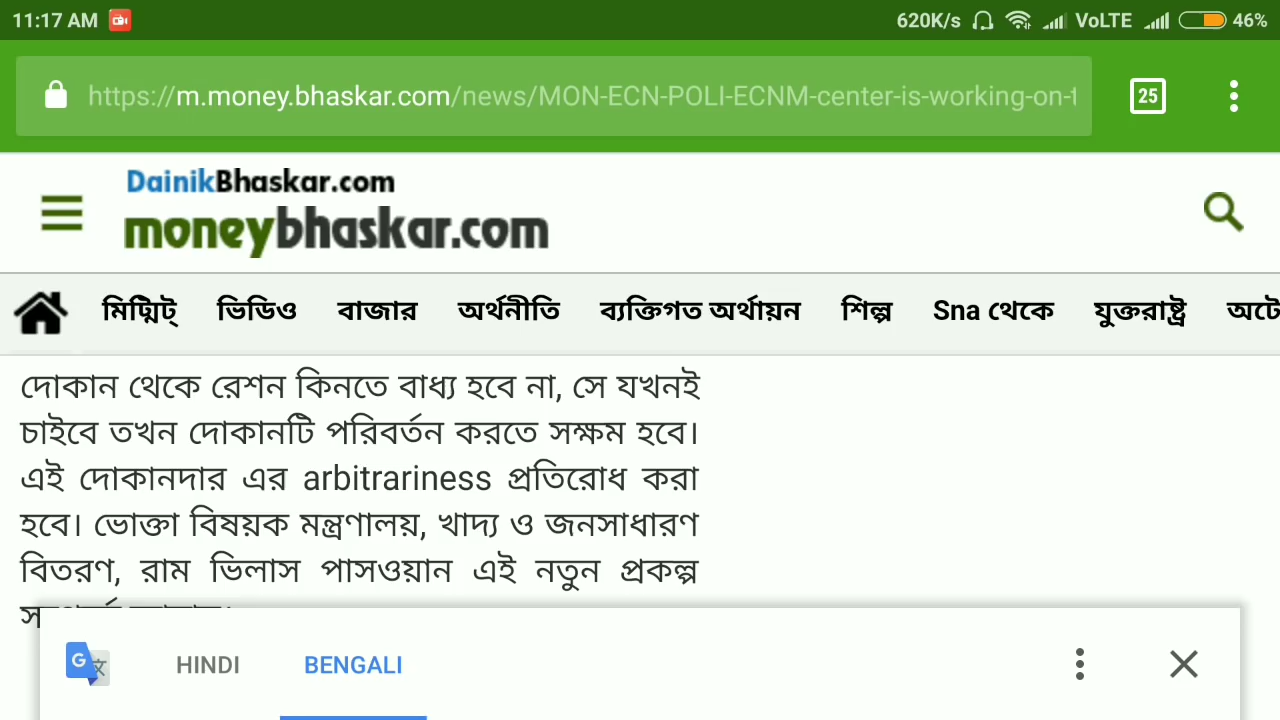 11:17 AM 620K/s VoLTE 46%
https://m.money.bhaskar.com/news/MON-ECN-POLI-ECNM-center-is-working-on-t 25
DainikBhaskar.com
moneybhaskar.com
মিট্মিট্ ভিডিও বাজার অর্থনীতি ব্যক্তিগত অর্থায়ন শিল্প Sna থেকে যুক্তরাষ্ট্র অটে
দোকান থেকে রেশন কিনতে বাধ্য হবে না, সে যখনই
চাইবে তখন দোকানটি পরিবর্তন করতে সক্ষম হবে।
এই দোকানদার এর arbitrariness প্রতিরোধ করা
হবে। ভোক্তা বিষয়ক মন্ত্রণালয়, খাদ্য ও জনসাধারণ
বিতরণ, রাম ভিলাস পাসওয়ান এই নতুন প্রকল্প
HINDI BENGALI